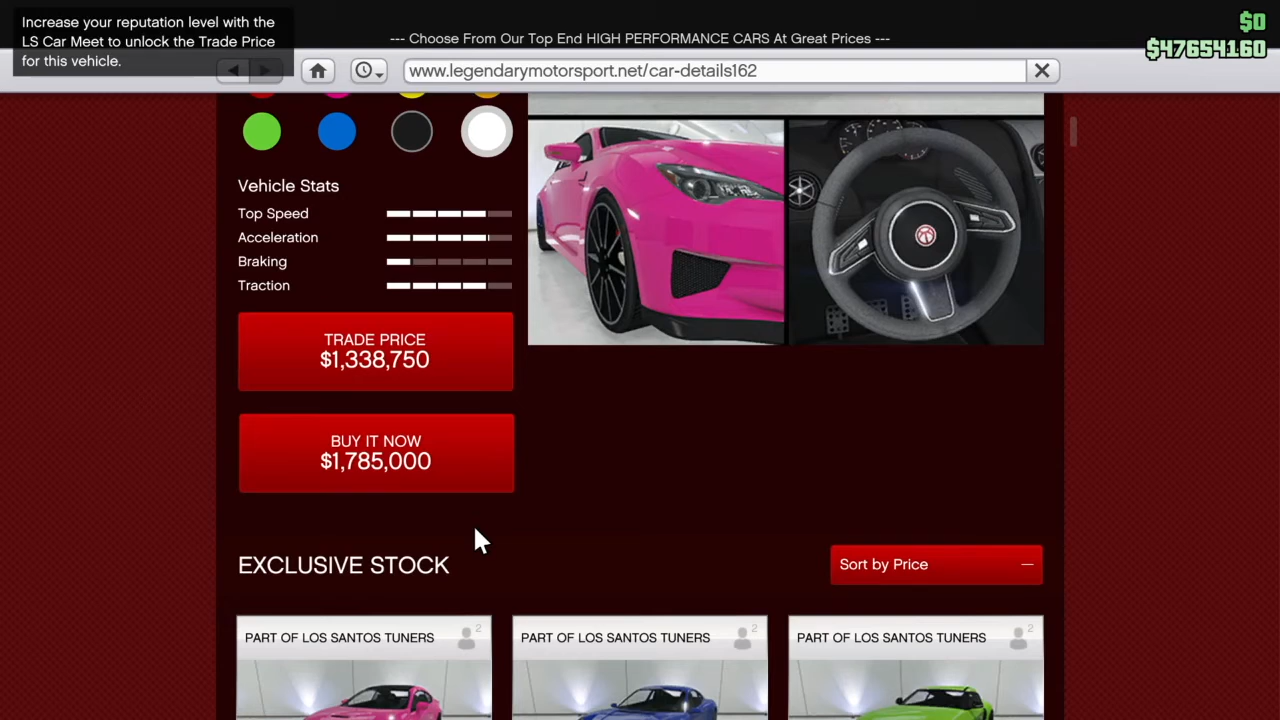 Increase your reputation level with the
LS Car Meet to unlock the Trade Price
for this vehicle.
--- Choose From Our Top End HIGH PERFORMANCE CARS At Great Prices ---
$0
$47654160
www.legendarymotorsport.net/car-details162
Vehicle Stats
Top Speed
Acceleration
Braking
Traction
TRADE PRICE
$1,338,750
BUY IT NOW
$1,785,000
EXCLUSIVE STOCK
Sort by Price
PART OF LOS SANTOS TUNERS 2
PART OF LOS SANTOS TUNERS 2
PART OF LOS SANTOS TUNERS 2